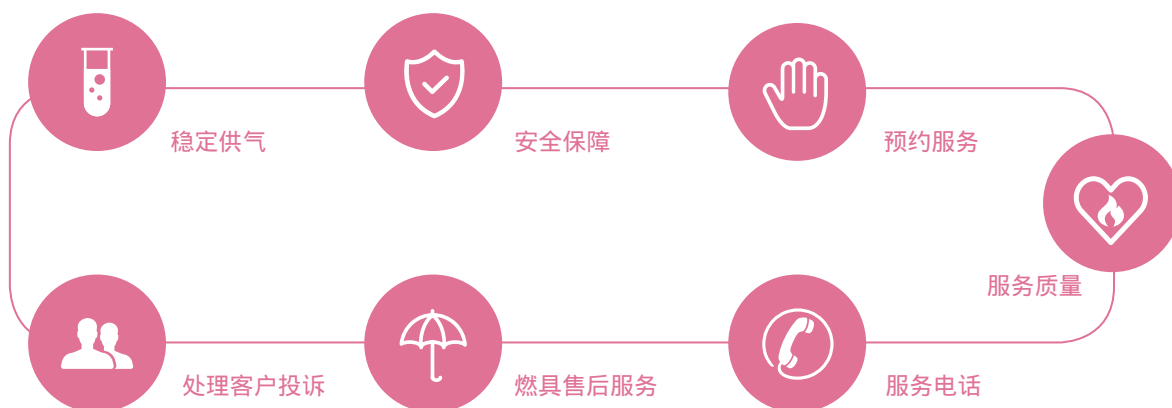 稳定供气
安全保障
预约服务
服务质量
处理客户投诉
燃具售后服务
服务电话